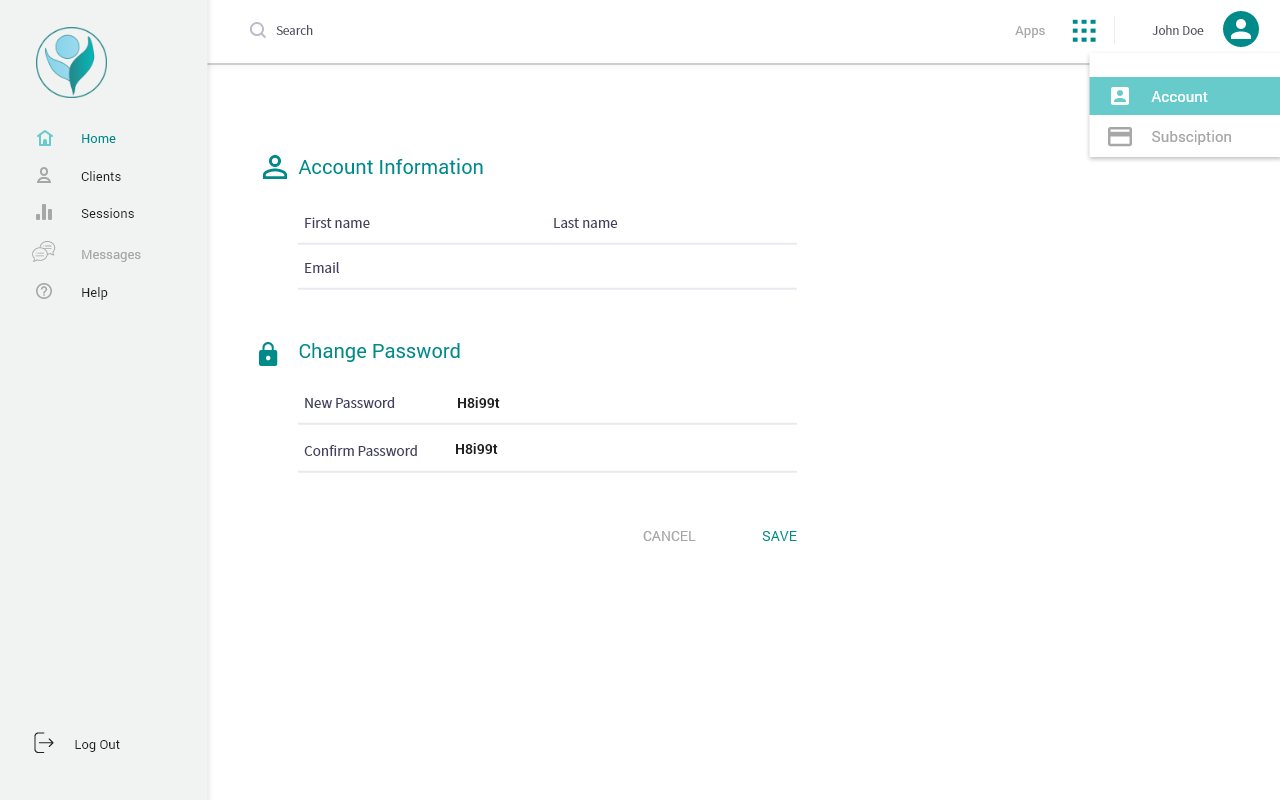 Search
Apps
John Doe
Account
Subsciption
Home
Clients
Sessions
Messages
Help
Log Out
Account Information
First name
Last name
Email
Change Password
New Password H8i99t
Confirm Password H8i99t
CANCEL
SAVE